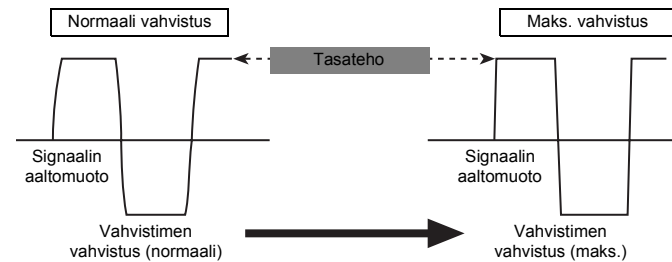 Normaali vahvistus
Maks. vahvistus
Tasateho
Signaalin
aaltomuoto
Signaalin
aaltomuoto
Vahvistimen
vahvistus (normaali)
Vahvistimen
vahvistus (maks.)